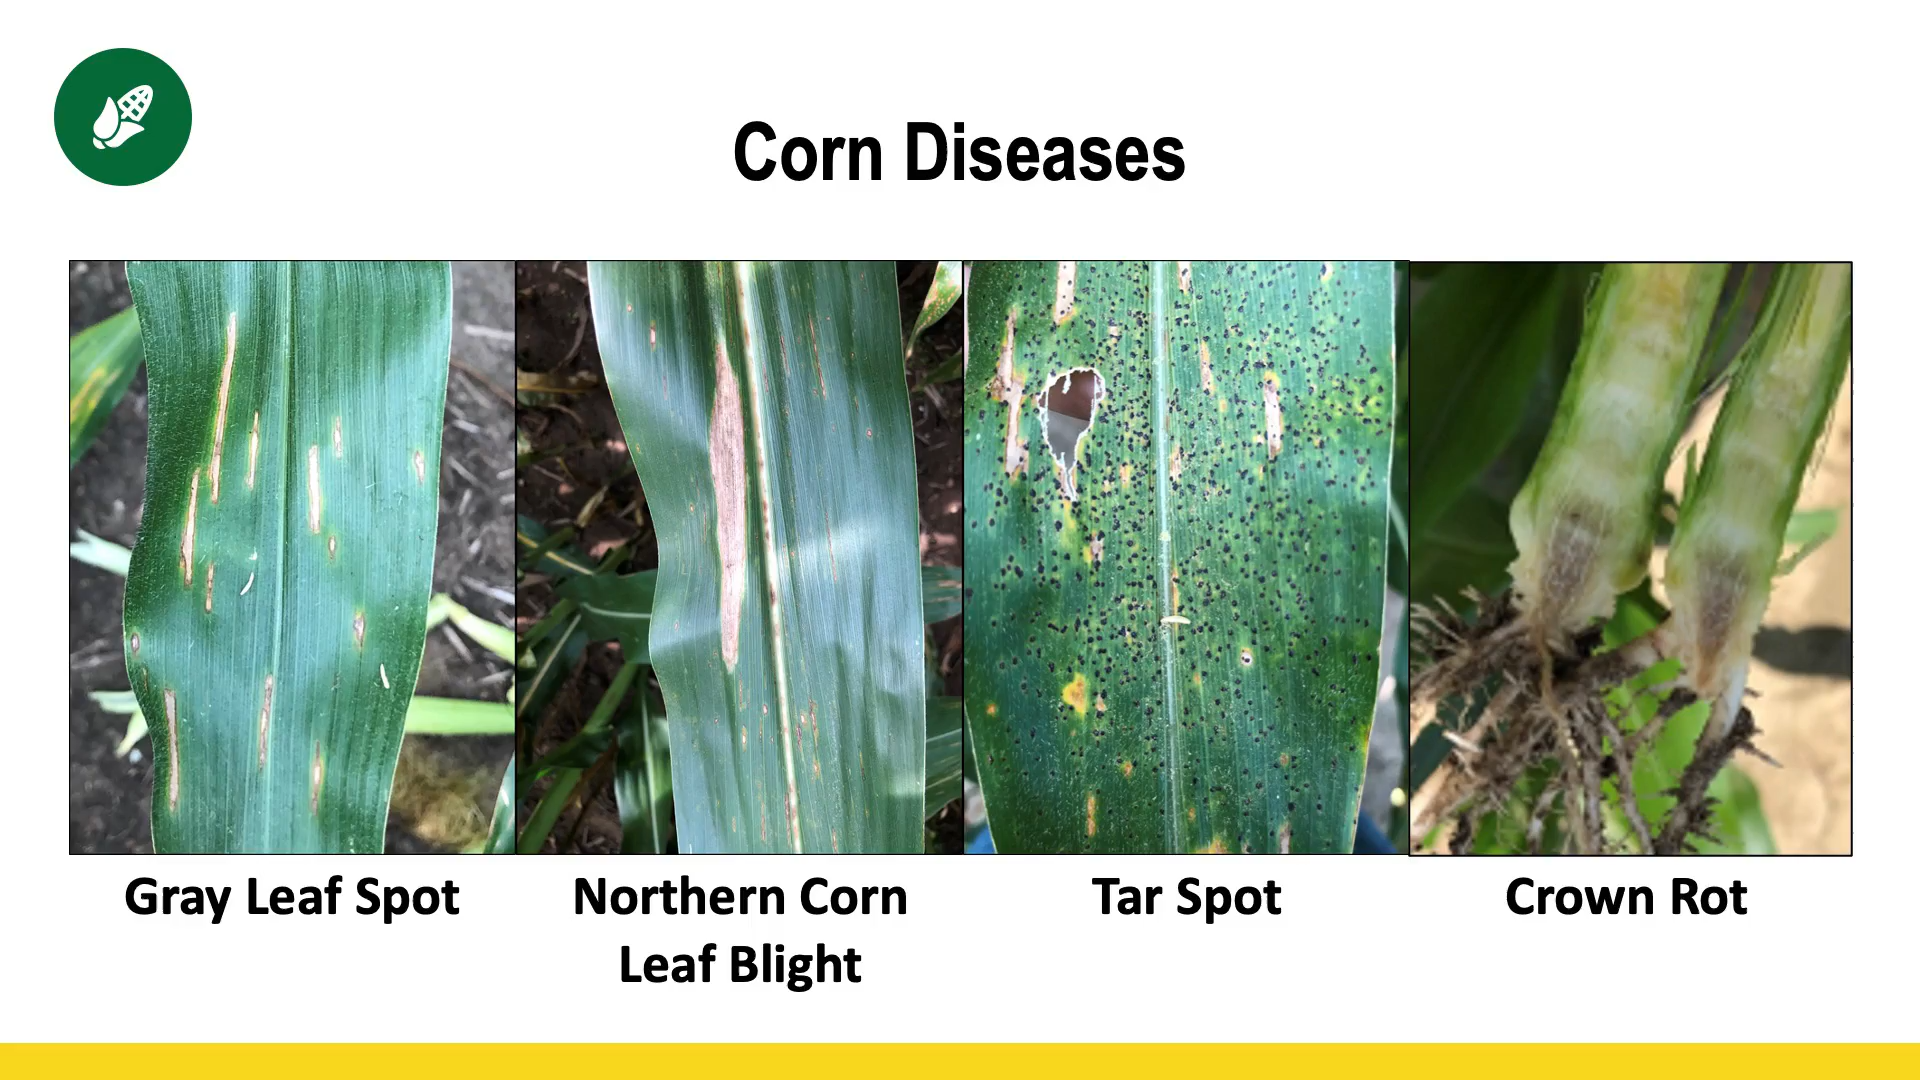 Corn Diseases
Gray Leaf Spot
Northern Corn
Leaf Blight
Tar Spot
Crown Rot